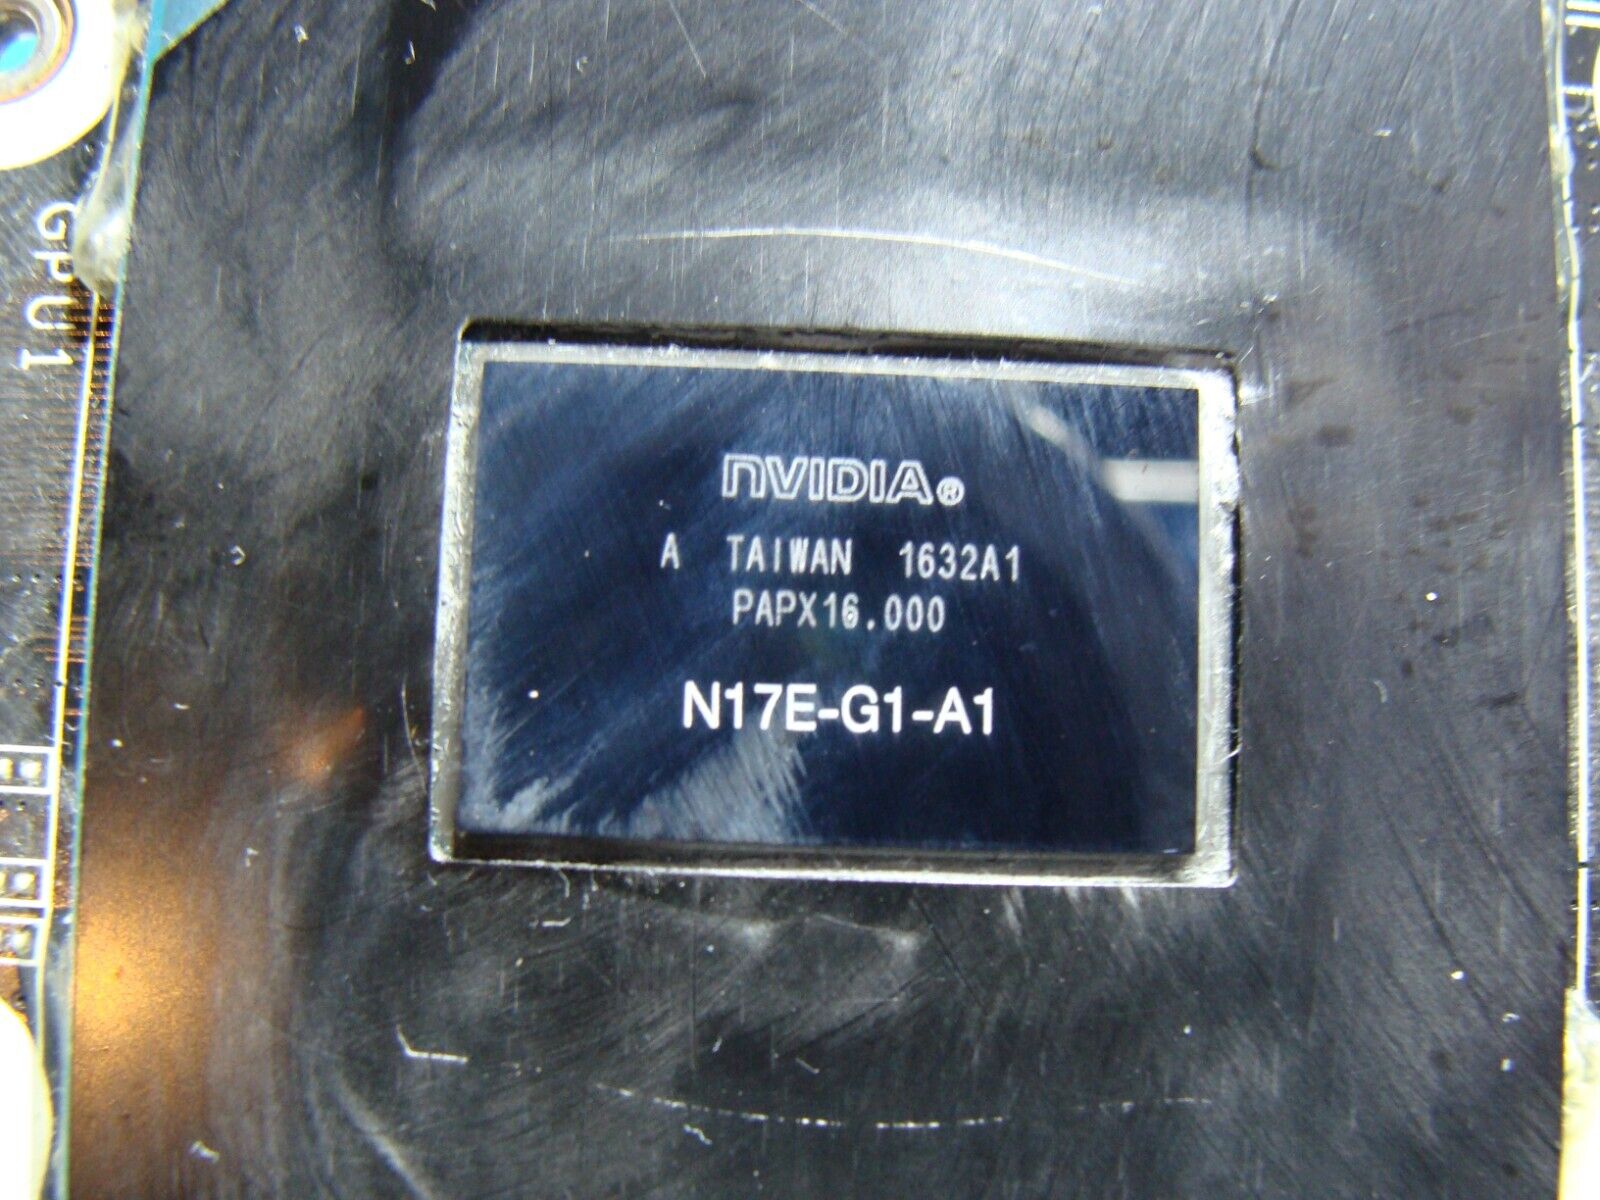 GPU1
NVIDIA®
A TAIWAN 1632A1
PAPX16.000
N17E-G1-A1